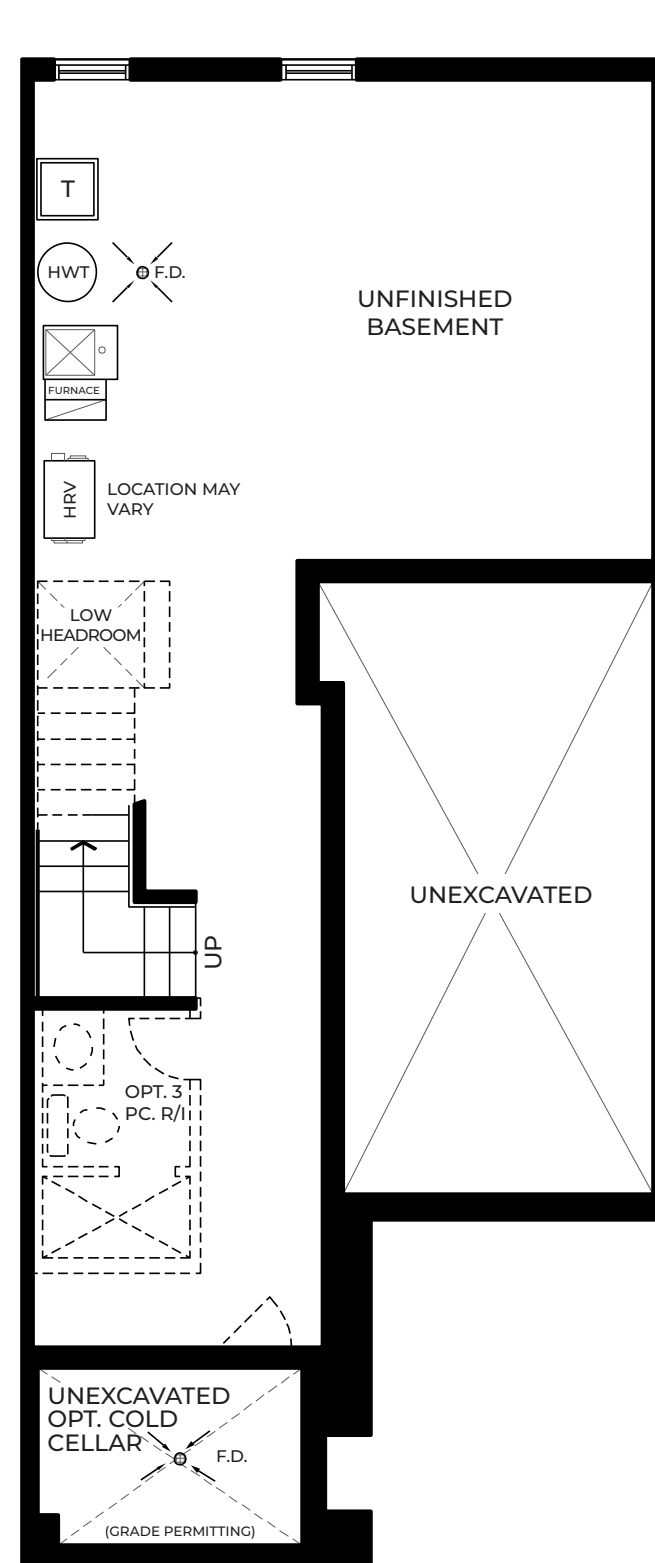 T
HWT
F.D.
UNFINISHED
BASEMENT
FURNACE
HRV
LOCATION MAY
VARY
LOW
HEADROOM
UNEXCAVATED
UP
OPT. 3
PC. R/I
UNEXCAVATED
OPT. COLD
CELLAR
F.D.
(GRADE PERMITTING)